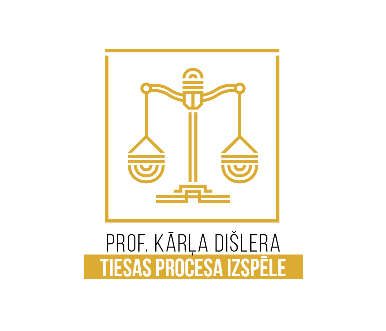 PROF. KĀRĻA DIŠLERA
TIESAS PROCESA IZSPĒLE